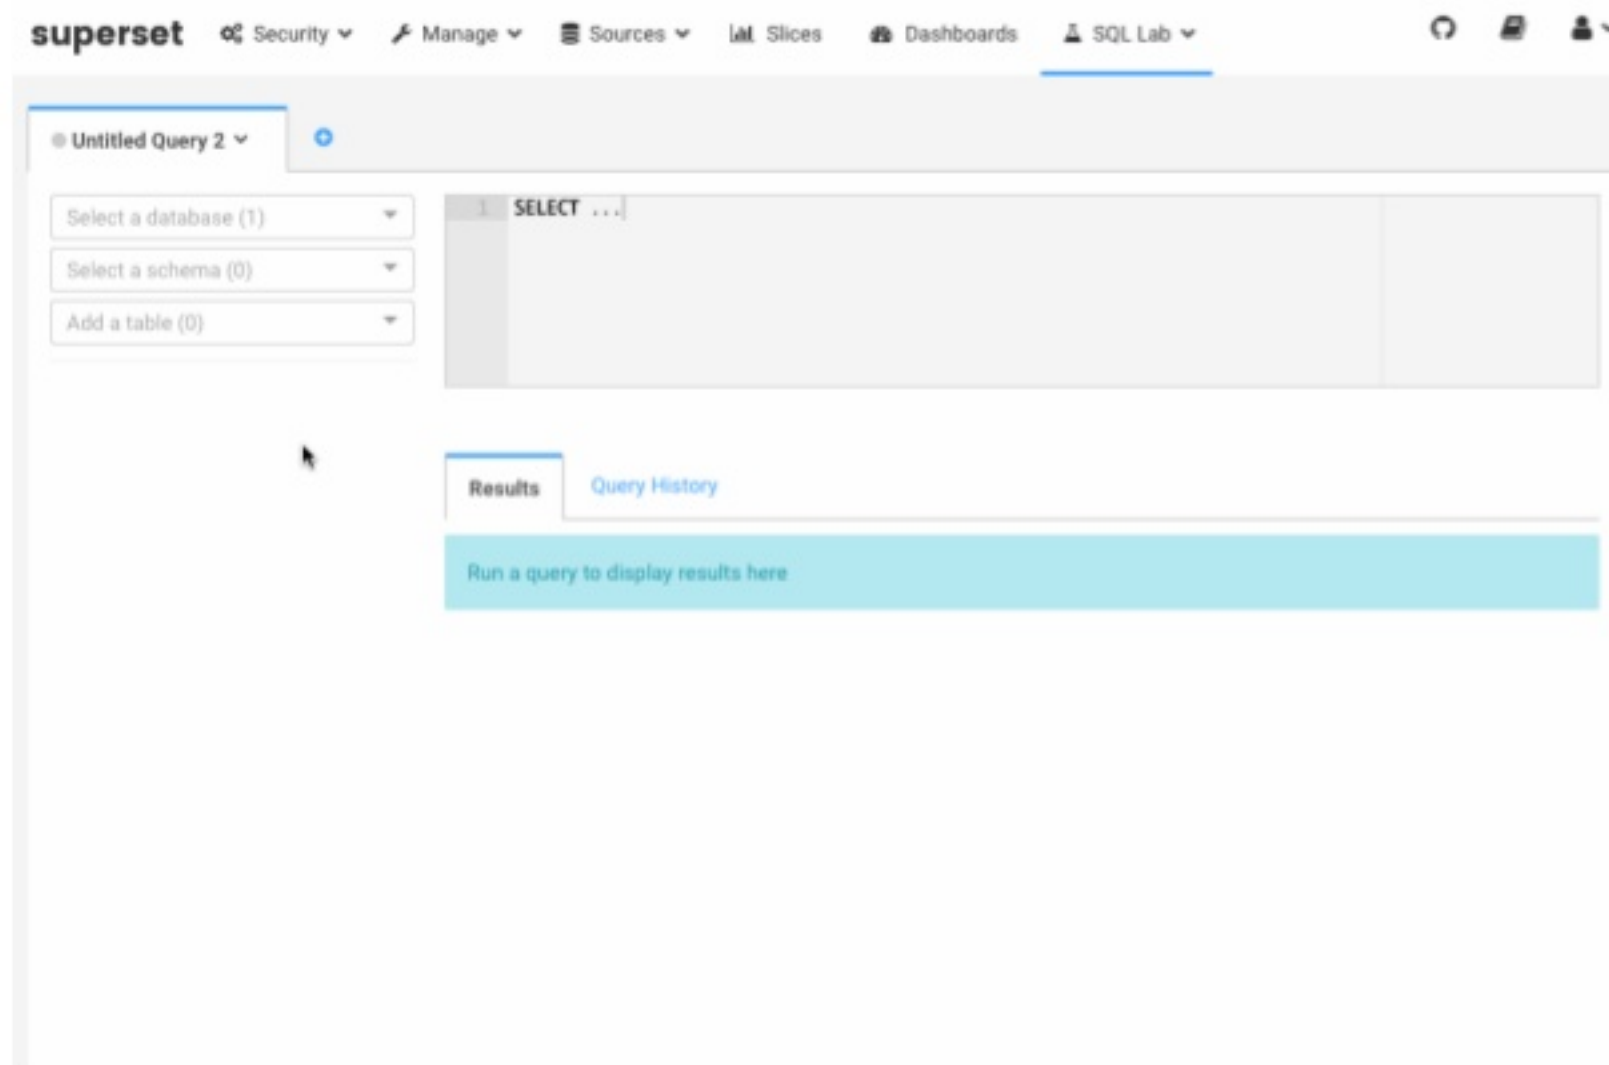 superset Security Manage Sources Slices Dashboards SQL Lab
Untitled Query 2
Select a database (1)
Select a schema (0)
Add a table (0)
1 SELECT ...
Results Query History
Run a query to display results here